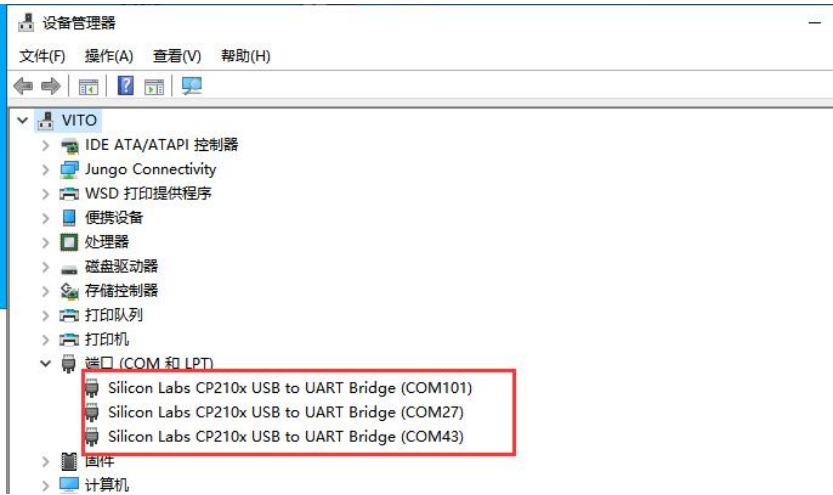 设备管理器
文件(F) 操作(A) 查看(V) 帮助(H)
VITO
IDE ATA/ATAPI 控制器
Jungo Connectivity
WSD 打印提供程序
便携设备
处理器
磁盘驱动器
存储控制器
打印队列
打印机
端口 (COM 和 LPT)
Silicon Labs CP210x USB to UART Bridge (COM101)
Silicon Labs CP210x USB to UART Bridge (COM27)
Silicon Labs CP210x USB to UART Bridge (COM43)
固件
计算机